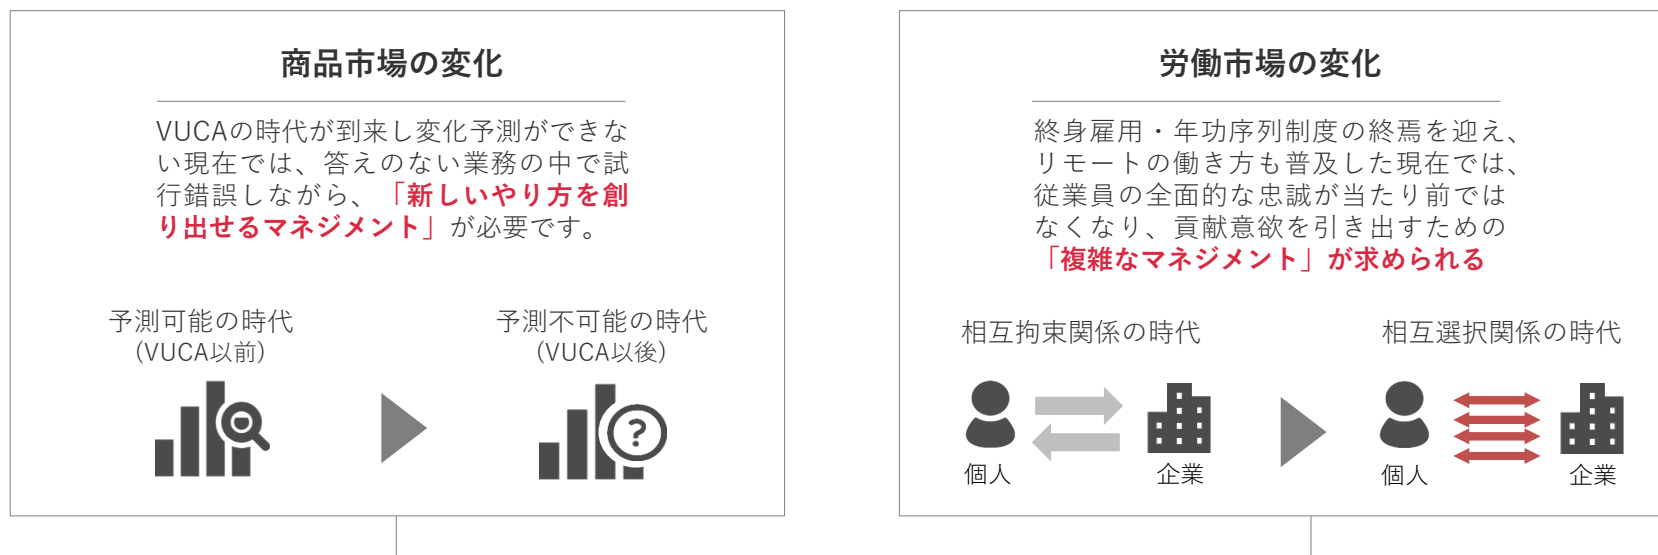 商品市場の変化
VUCAの時代が到来し変化予測ができな
い現在では、答えのない業務の中で試
行錯誤しながら、「新しいやり方を創
り出せるマネジメント」が必要です。
予測可能の時代
（VUCA以前）
予測不可能の時代
（VUCA以後）
?
労働市場の変化
終身雇用・年功序列制度の終焉を迎え、
リモートの働き方も普及した現在では、
従業員の全面的な忠誠が当たり前では
なくなり、貢献意欲を引き出すための
「複雑なマネジメント」が求められる
相互拘束関係の時代
個人
企業
相互選択関係の時代
個人
企業